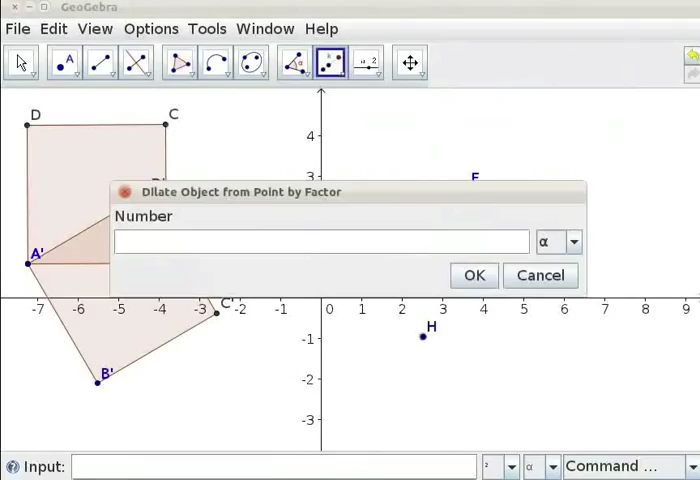 GeoGebra
File Edit View Options Tools Window Help
A
α
a=2
D
C
4
3
E
Dilate Object from Point by Factor
Number
α
OK Cancel
A'
-7 -6 -5 -4 -3 -2 -1 0 1 2 3 4 5 6 7 8 9
C'
H
-1
B'
-2
-3
Input:
2
α
Command ...